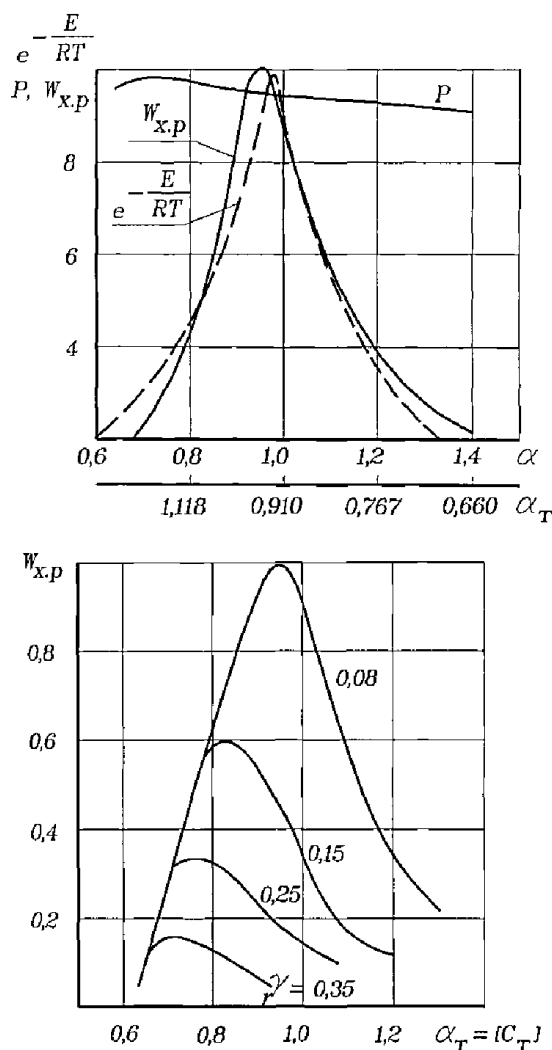 e^{-E/RT}
P, W_{x.p}
W_{x.p}
e^{-E/RT}
P
8
6
4
0,6 0,8 1,0 1,2 1,4 α
1,118 0,910 0,767 0,660 α_T
W_{x.p}
0,8
0,6
0,4
0,2
0,08
0,15
0,25
γ_r = 0,35
0,6 0,8 1,0 1,2 α_T = [C_T]